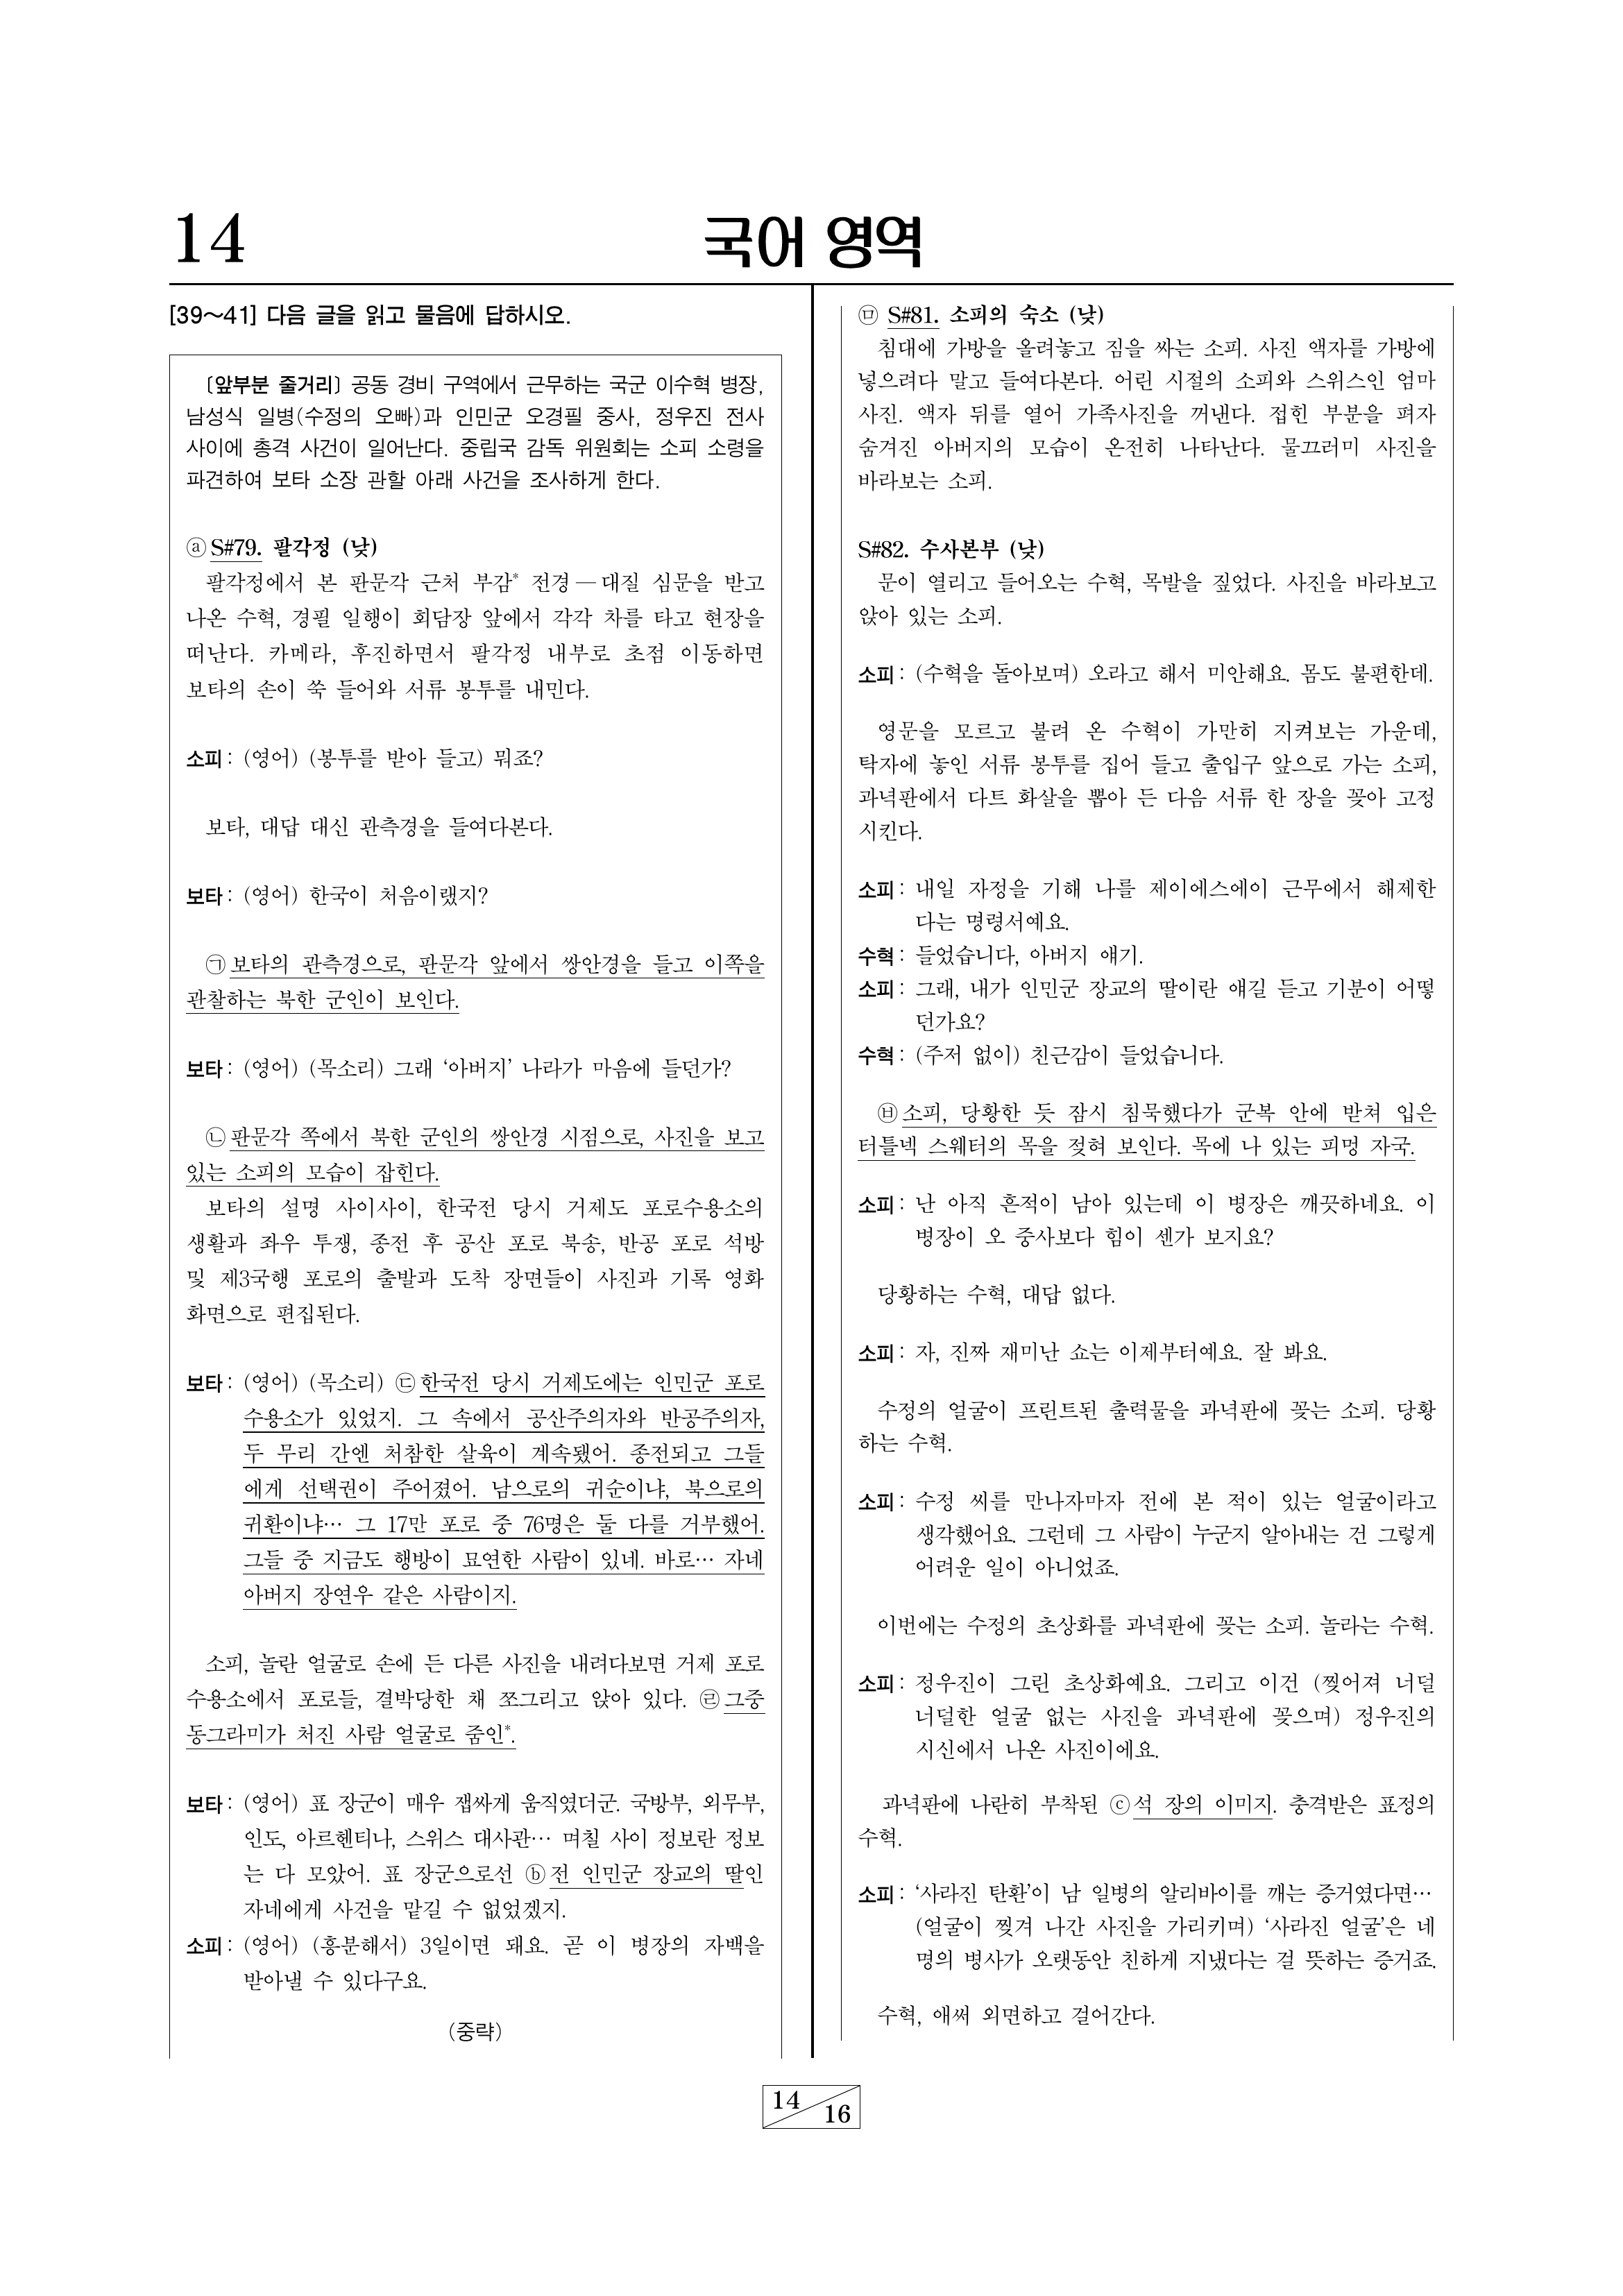 14
국어 영역
[39~41] 다음 글을 읽고 물음에 답하시오.
〔앞부분 줄거리〕 공동 경비 구역에서 근무하는 국군 이수혁 병장,
남성식 일병(수정의 오빠)과 인민군 오경필 중사, 정우진 전사
사이에 총격 사건이 일어난다. 중립국 감독 위원회는 소피 소령을
파견하여 보타 소장 관할 아래 사건을 조사하게 한다.
ⓐ S#79. 팔각정 (낮)
팔각정에서 본 판문각 근처 부감* 전경 ― 대질 심문을 받고
나온 수혁, 경필 일행이 회담장 앞에서 각각 차를 타고 현장을
떠난다. 카메라, 후진하면서 팔각정 내부로 초점 이동하면
보타의 손이 쑥 들어와 서류 봉투를 내민다.
소피 : (영어) (봉투를 받아 들고) 뭐죠?
보타, 대답 대신 관측경을 들여다본다.
보타 : (영어) 한국이 처음이랬지?
㉠ 보타의 관측경으로, 판문각 앞에서 쌍안경을 들고 이쪽을
관찰하는 북한 군인이 보인다.
보타 : (영어) (목소리) 그래 ‘아버지’ 나라가 마음에 들던가?
㉡ 판문각 쪽에서 북한 군인의 쌍안경 시점으로, 사진을 보고
있는 소피의 모습이 잡힌다.
보타의 설명 사이사이, 한국전 당시 거제도 포로수용소의
생활과 좌우 투쟁, 종전 후 공산 포로 북송, 반공 포로 석방
및 제3국행 포로의 출발과 도착 장면들이 사진과 기록 영화
화면으로 편집된다.
보타 : (영어) (목소리) ㉢ 한국전 당시 거제도에는 인민군 포로
수용소가 있었지. 그 속에서 공산주의자와 반공주의자,
두 무리 간엔 처참한 살육이 계속됐어. 종전되고 그들
에게 선택권이 주어졌어. 남으로의 귀순이냐, 북으로의
귀환이냐… 그 17만 포로 중 76명은 둘 다를 거부했어.
그들 중 지금도 행방이 묘연한 사람이 있네. 바로… 자네
아버지 장연우 같은 사람이지.
소피, 놀란 얼굴로 손에 든 다른 사진을 내려다보면 거제 포로
수용소에서 포로들, 결박당한 채 쪼그리고 앉아 있다. ㉣ 그중
동그라미가 쳐진 사람 얼굴로 줌인*.
보타 : (영어) 표 장군이 매우 잽싸게 움직였더군. 국방부, 외무부,
인도, 아르헨티나, 스위스 대사관… 며칠 사이 정보란 정보
는 다 모았어. 표 장군으로선 ⓑ 전 인민군 장교의 딸인
자네에게 사건을 맡길 수 없었겠지.
소피 : (영어) (흥분해서) 3일이면 돼요. 곧 이 병장의 자백을
받아낼 수 있다구요.
(중략)
㉤ S#81. 소피의 숙소 (낮)
침대에 가방을 올려놓고 짐을 싸는 소피. 사진 액자를 가방에
넣으려다 말고 들여다본다. 어린 시절의 소피와 스위스인 엄마
사진. 액자 뒤를 열어 가족사진을 꺼낸다. 접힌 부분을 펴자
숨겨진 아버지의 모습이 온전히 나타난다. 물끄러미 사진을
바라보는 소피.
S#82. 수사본부 (낮)
문이 열리고 들어오는 수혁, 목발을 짚었다. 사진을 바라보고
앉아 있는 소피.
소피 : (수혁을 돌아보며) 오라고 해서 미안해요. 몸도 불편한데.
영문을 모르고 불려 온 수혁이 가만히 지켜보는 가운데,
탁자에 놓인 서류 봉투를 집어 들고 출입구 앞으로 가는 소피,
과녁판에서 다트 화살을 뽑아 든 다음 서류 한 장을 꽂아 고정
시킨다.
소피 : 내일 자정을 기해 나를 제이에스에이 근무에서 해제한
다는 명령서예요.
수혁 : 들었습니다, 아버지 얘기.
소피 : 그래, 내가 인민군 장교의 딸이란 얘길 듣고 기분이 어떻
던가요?
수혁 : (주저 없이) 친근감이 들었습니다.
㉥ 소피, 당황한 듯 잠시 침묵했다가 군복 안에 받쳐 입은
터틀넥 스웨터의 목을 젖혀 보인다. 목에 나 있는 피멍 자국.
소피 : 난 아직 흔적이 남아 있는데 이 병장은 깨끗하네요. 이
병장이 오 중사보다 힘이 센가 보지요?
당황하는 수혁, 대답 없다.
소피 : 자, 진짜 재미난 쇼는 이제부터예요. 잘 봐요.
수정의 얼굴이 프린트된 출력물을 과녁판에 꽂는 소피. 당황
하는 수혁.
소피 : 수정 씨를 만나자마자 전에 본 적이 있는 얼굴이라고
생각했어요. 그런데 그 사람이 누군지 알아내는 건 그렇게
어려운 일이 아니었죠.
이번에는 수정의 초상화를 과녁판에 꽂는 소피. 놀라는 수혁.
소피 : 정우진이 그린 초상화예요. 그리고 이건 (찢어져 너덜
너덜한 얼굴 없는 사진을 과녁판에 꽂으며) 정우진의
시신에서 나온 사진이에요.
과녁판에 나란히 부착된 ⓒ 석 장의 이미지. 충격받은 표정의
수혁.
소피 : ‘사라진 탄환’이 남 일병의 알리바이를 깨는 증거였다면…
(얼굴이 찢겨 나간 사진을 가리키며) ‘사라진 얼굴’은 네
명의 병사가 오랫동안 친하게 지냈다는 걸 뜻하는 증거죠.
수혁, 애써 외면하고 걸어간다.
14
16